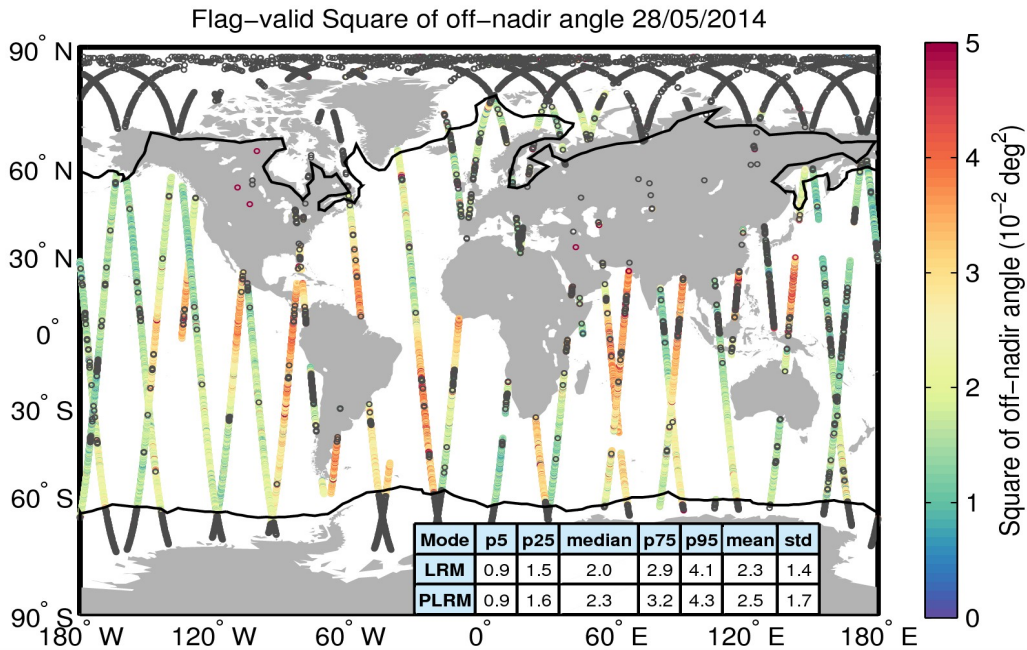 Flag−valid Square of off−nadir angle 28/05/2014
90° N
60° N
30° N
0°
30° S
60° S
90° S
180° W
120° W
60° W
0°
60° E
120° E
180° E
Mode p5 p25 median p75 p95 mean std
LRM 0.9 1.5 2.0 2.9 4.1 2.3 1.4
PLRM 0.9 1.6 2.3 3.2 4.3 2.5 1.7
5
4
3
2
1
0
Square of off−nadir angle (10⁻² deg²)